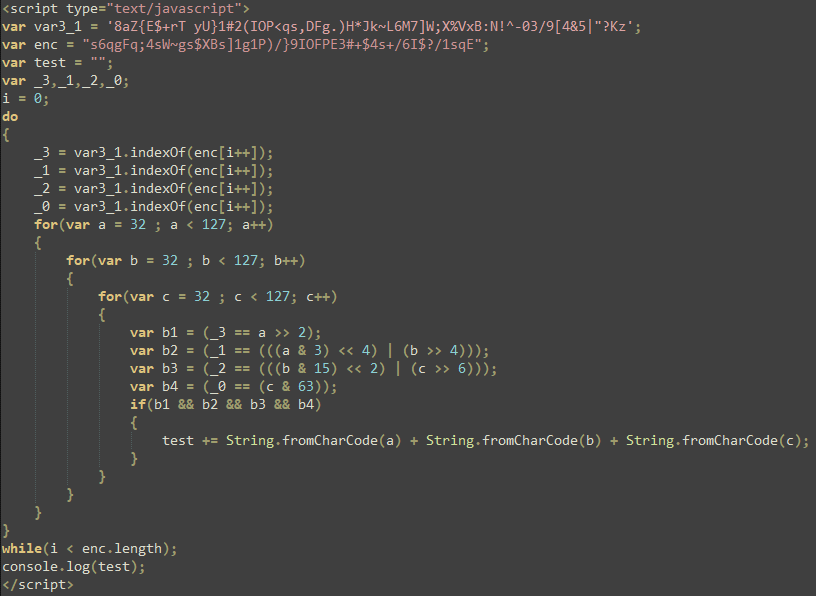 <script type="text/javascript">
var var3_1 = '8aZ{E$+rT yU}1#2(IOP<qs,DFg.)H*Jk~L6M7]W;X%VxB:N!^-03/9[4&5|"?Kz';
var enc = "s6qgFq;4sW~gs$XBs]1g1P)/}9IOFPE3#+$4s+/6I$?/1sqE";
var test = "";
var _3,_1,_2,_0;
i = 0;
do
{
    _3 = var3_1.indexOf(enc[i++]);
    _1 = var3_1.indexOf(enc[i++]);
    _2 = var3_1.indexOf(enc[i++]);
    _0 = var3_1.indexOf(enc[i++]);
    for(var a = 32 ; a < 127; a++)
    {
        for(var b = 32 ; b < 127; b++)
        {
            for(var c = 32 ; c < 127; c++)
            {
                var b1 = (_3 == a >> 2);
                var b2 = (_1 == (((a & 3) << 4) | (b >> 4)));
                var b3 = (_2 == (((b & 15) << 2) | (c >> 6)));
                var b4 = (_0 == (c & 63));
                if(b1 && b2 && b3 && b4)
                {
                    test += String.fromCharCode(a) + String.fromCharCode(b) + String.fromCharCode(c);
                }
            }
        }
    }
}
while(i < enc.length);
console.log(test);
</script>